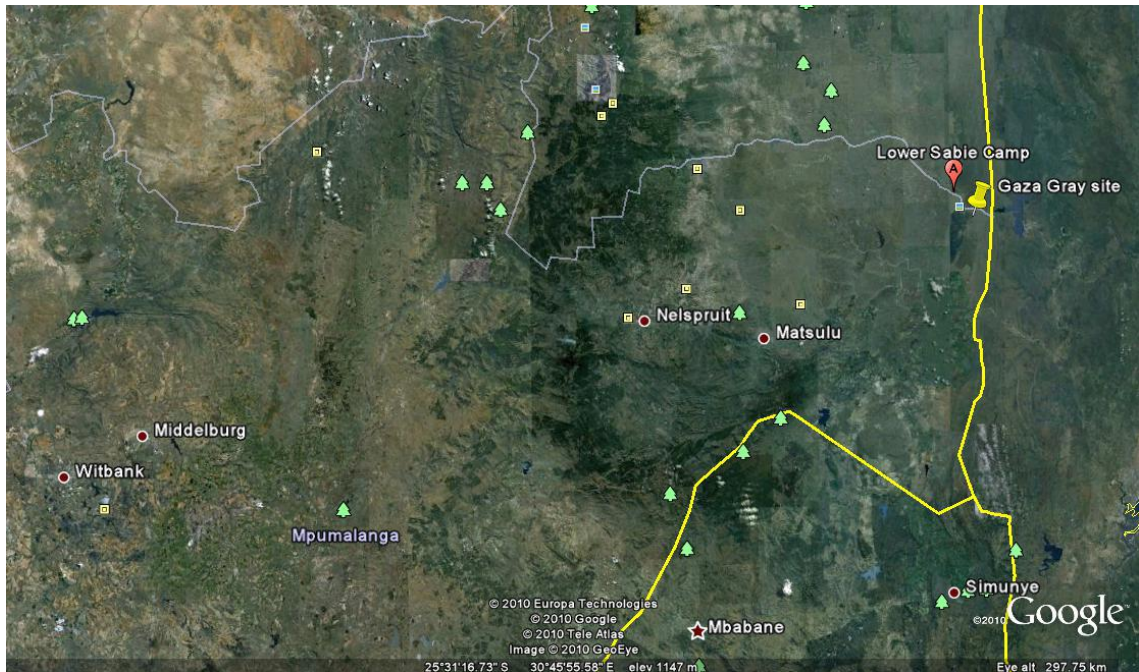 Lower Sabie Camp
A
Gaza Gray site
Nelspruit
Matsulu
Middelburg
Witbank
Mpumalanga
Simunye
© 2010 Europa Technologies
© 2010 Google
© 2010 Tele Atlas
Image © 2010 GeoEye
©2010 Google™
Mbabane
25°31'16.73" S 30°45'55.58" E elev 1147 m
Eye alt 297.75 km